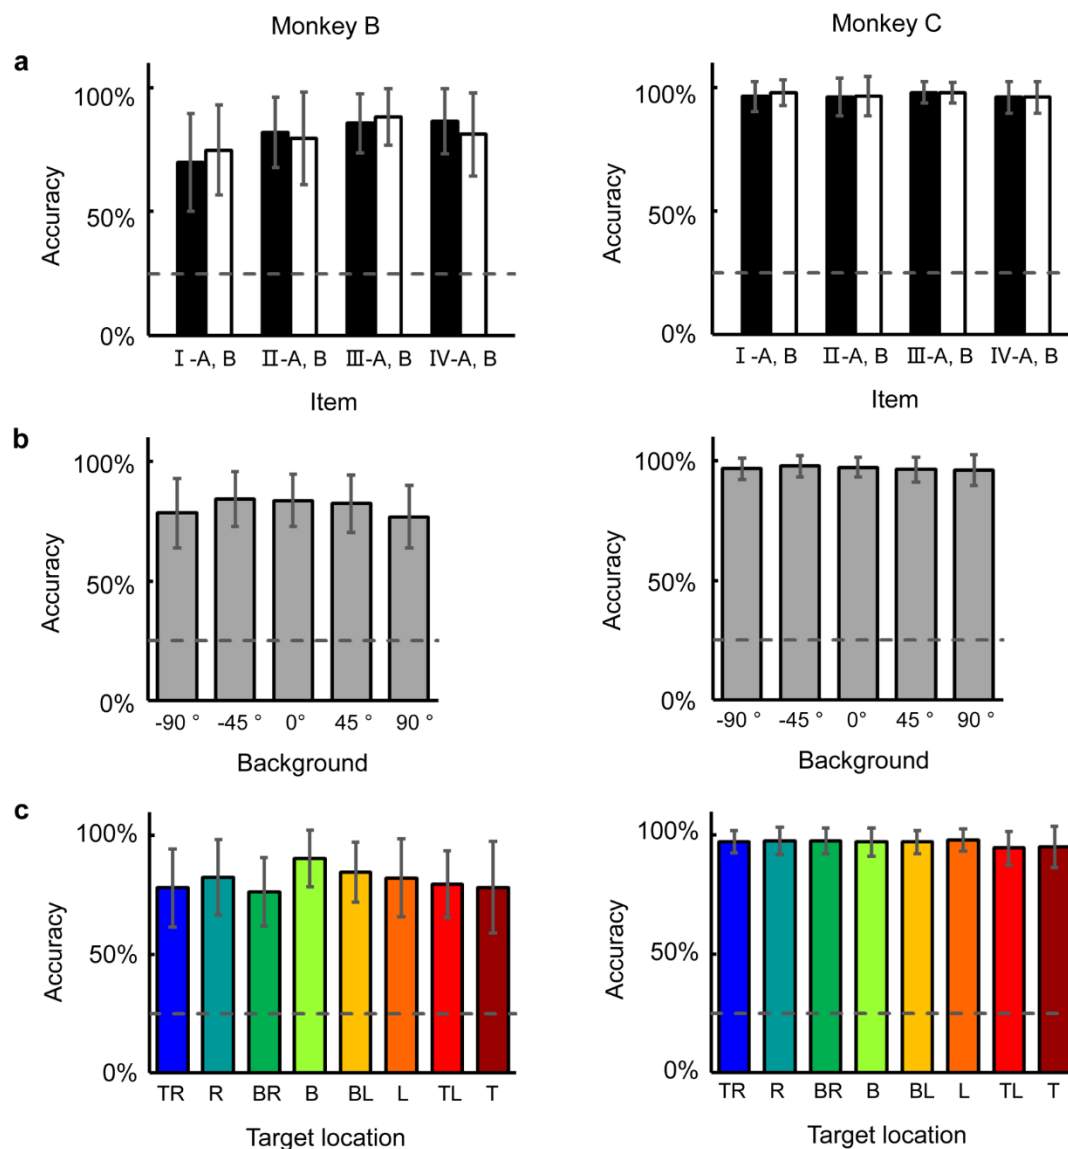 Monkey B
Monkey C
a
100%
50%
0%
Accuracy
I-A, B II-A, B III-A, B IV-A, B
Item
100%
50%
0%
Accuracy
I-A, B II-A, B III-A, B IV-A, B
Item
b
100%
50%
0%
Accuracy
-90 ° -45 ° 0° 45 ° 90 °
Background
100%
50%
0%
Accuracy
-90 ° -45 ° 0° 45 ° 90 °
Background
c
100%
50%
0%
Accuracy
TR R BR B BL L TL T
Target location
100%
50%
0%
Accuracy
TR R BR B BL L TL T
Target location